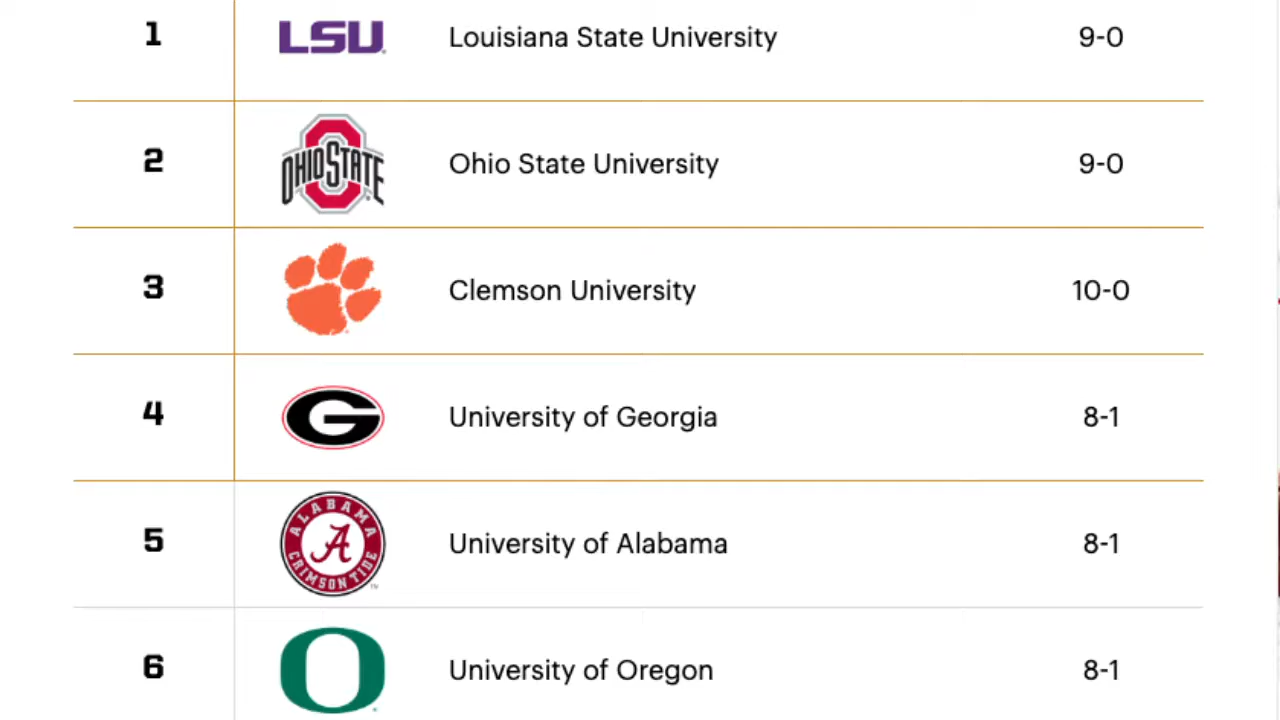 1 LSU Louisiana State University 9-0
2 OHIO STATE Ohio State University 9-0
3 Clemson University 10-0
4 G University of Georgia 8-1
5 ALABAMA A CRIMSON TIDE TM University of Alabama 8-1
6 O University of Oregon 8-1